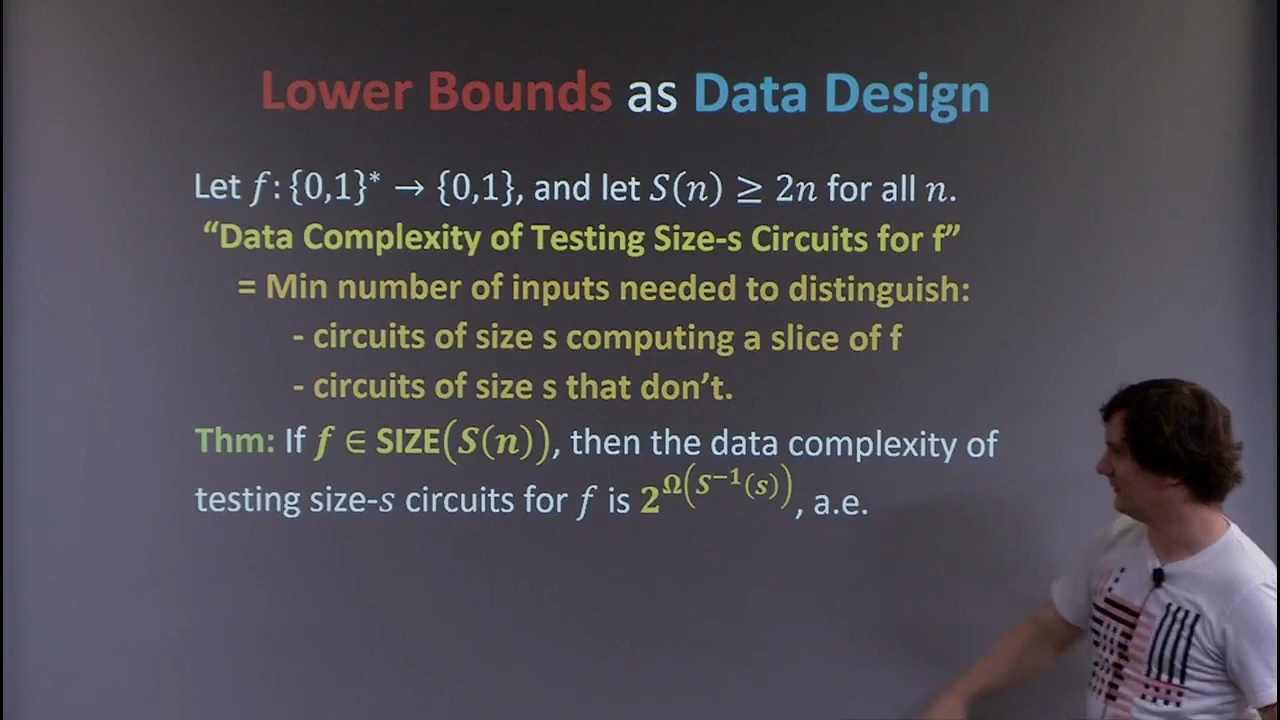 Lower Bounds as Data Design
Let f: {0,1}* → {0,1}, and let S(n) ≥ 2n for all n.
“Data Complexity of Testing Size-s Circuits for f”
= Min number of inputs needed to distinguish:
- circuits of size s computing a slice of f
- circuits of size s that don’t.
Thm: If f ∈ SIZE(S(n)), then the data complexity of
testing size-s circuits for f is 2^Ω(S⁻¹(s)), a.e.